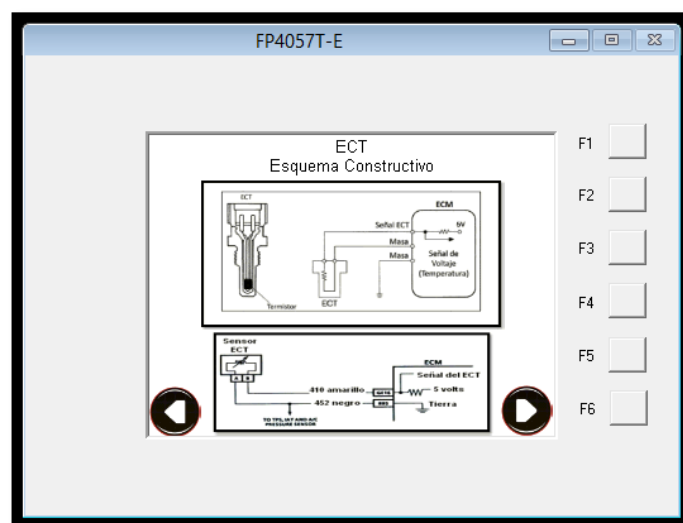 FP4057T-E
ECT
Esquema Constructivo
F1
F2
F3
F4
F5
F6
ECT
ECM
Señal ECT
6V
Masa
Masa
Señal de
Voltaje
(Temperatura)
Termistor
ECT
Sensor
ECT
A B
ECM
Señal del ECT
410 amarillo
5 volts
452 negro
Tierra
TO TPS, IAT AND A/C
PRESSURE SENSOR